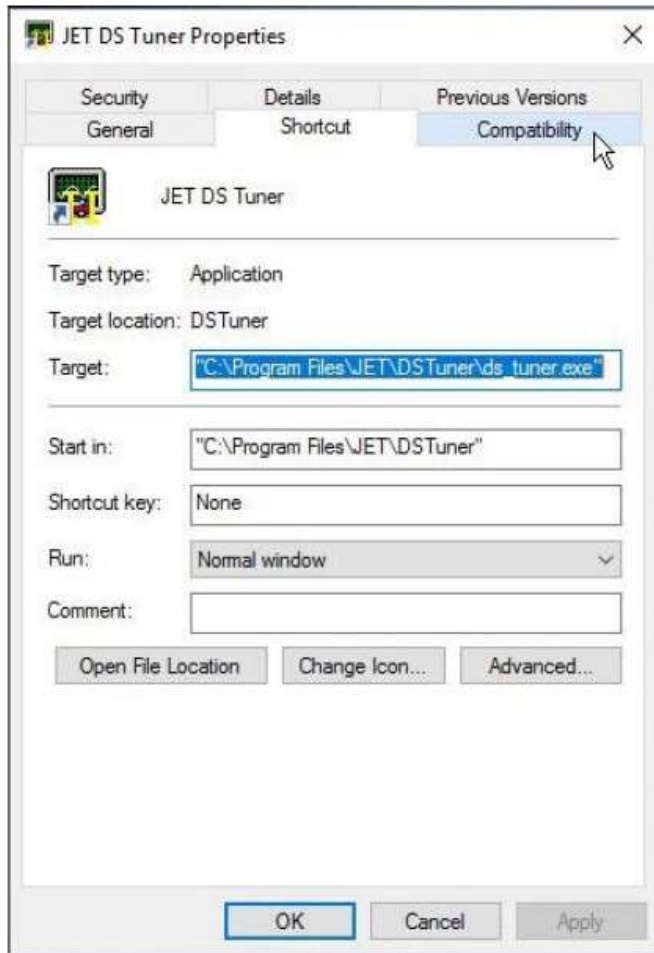 JET DS Tuner Properties
Security Details Previous Versions
General Shortcut Compatibility
JET DS Tuner
Target type: Application
Target location: DSTuner
Target: "C:\Program Files\JET\DSTuner\ds_tuner.exe"
Start in: "C:\Program Files\JET\DSTuner"
Shortcut key: None
Run: Normal window
Comment:
Open File Location Change Icon... Advanced...
OK Cancel Apply